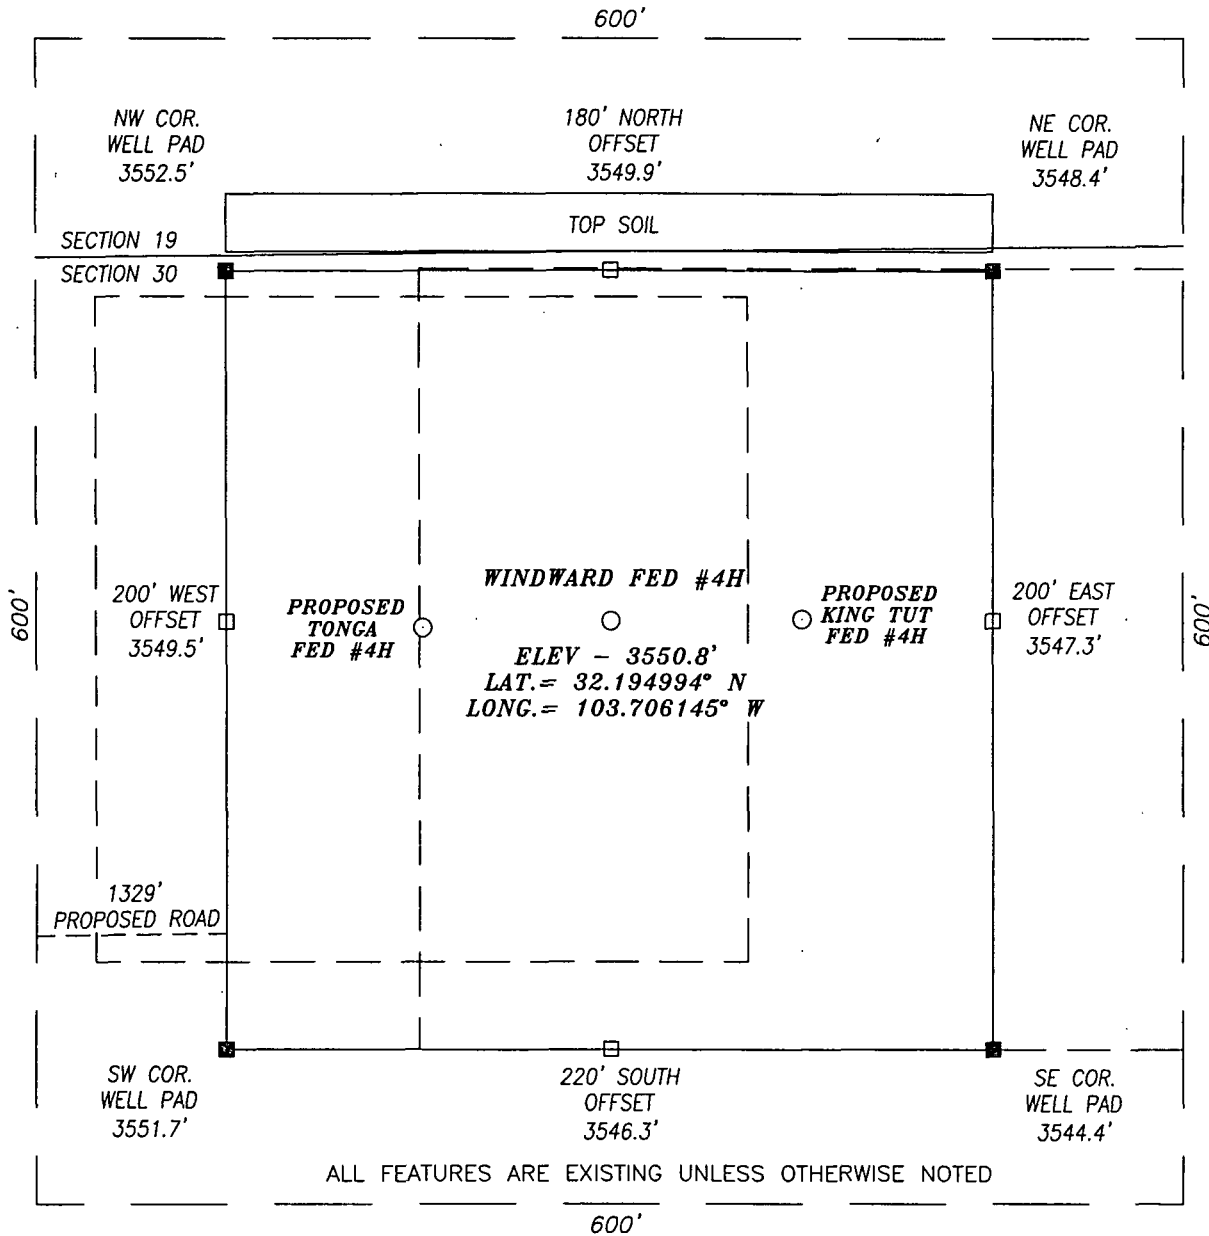 600'
NW COR.
WELL PAD
3552.5'
180' NORTH
OFFSET
3549.9'
NE COR.
WELL PAD
3548.4'
TOP SOIL
SECTION 19
SECTION 30
600'
200' WEST
OFFSET
3549.5'
PROPOSED
TONGA
FED #4H
WINDWARD FED #4H
ELEV - 3550.8'
LAT.= 32.194994° N
LONG.= 103.706145° W
PROPOSED
KING TUT
FED #4H
200' EAST
OFFSET
3547.3'
600'
1329'
PROPOSED ROAD
SW COR.
WELL PAD
3551.7'
220' SOUTH
OFFSET
3546.3'
SE COR.
WELL PAD
3544.4'
ALL FEATURES ARE EXISTING UNLESS OTHERWISE NOTED
600'